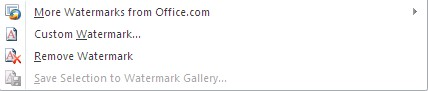 More Watermarks from Office.com
Custom Watermark...
Remove Watermark
Save Selection to Watermark Gallery...